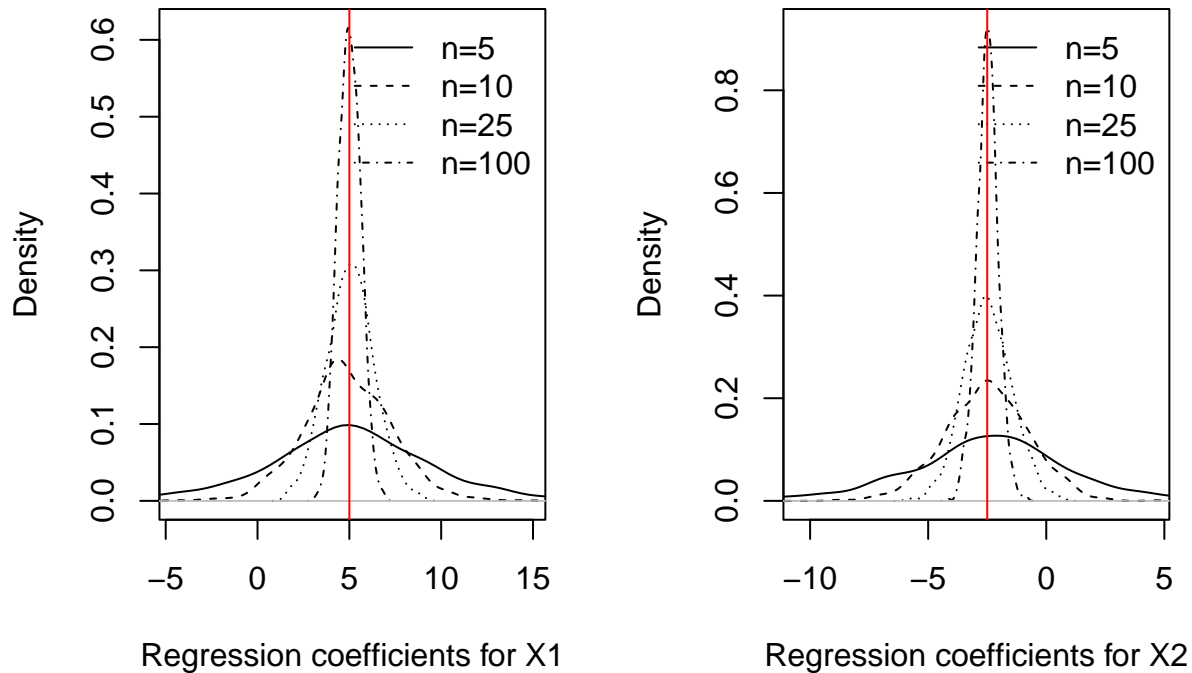 n=5
n=10
n=25
n=100
0.0 0.1 0.2 0.3 0.4 0.5 0.6
Density
−5 0 5 10 15
Regression coefficients for X1
n=5
n=10
n=25
n=100
0.0 0.2 0.4 0.6 0.8
Density
−10 −5 0 5
Regression coefficients for X2